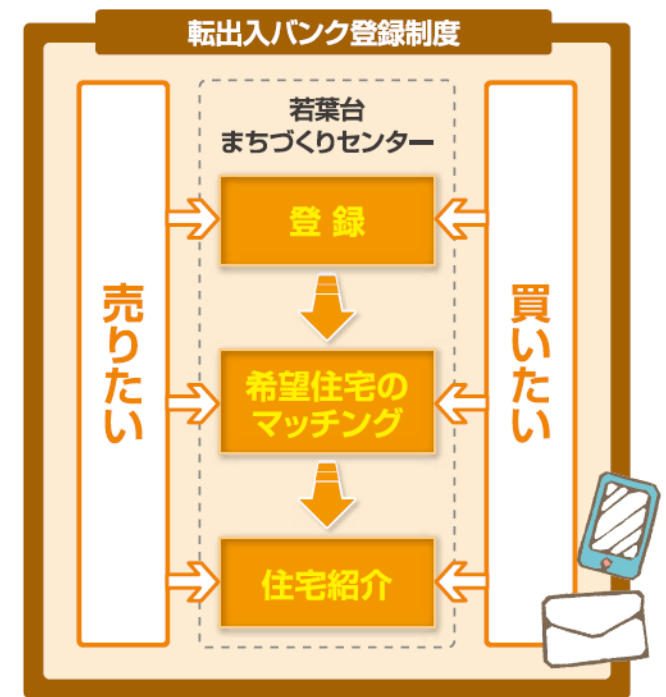 転出入バンク登録制度
若葉台
まちづくりセンター
売りたい
登録
希望住宅の
マッチング
住宅紹介
買いたい